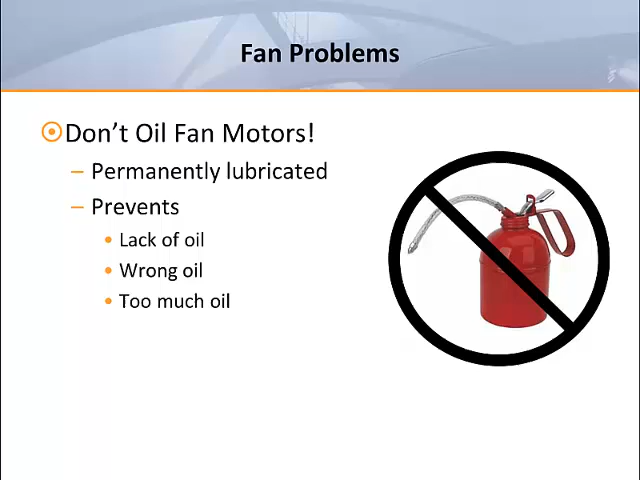 Fan Problems
Don't Oil Fan Motors!
– Permanently lubricated
– Prevents
• Lack of oil
• Wrong oil
• Too much oil